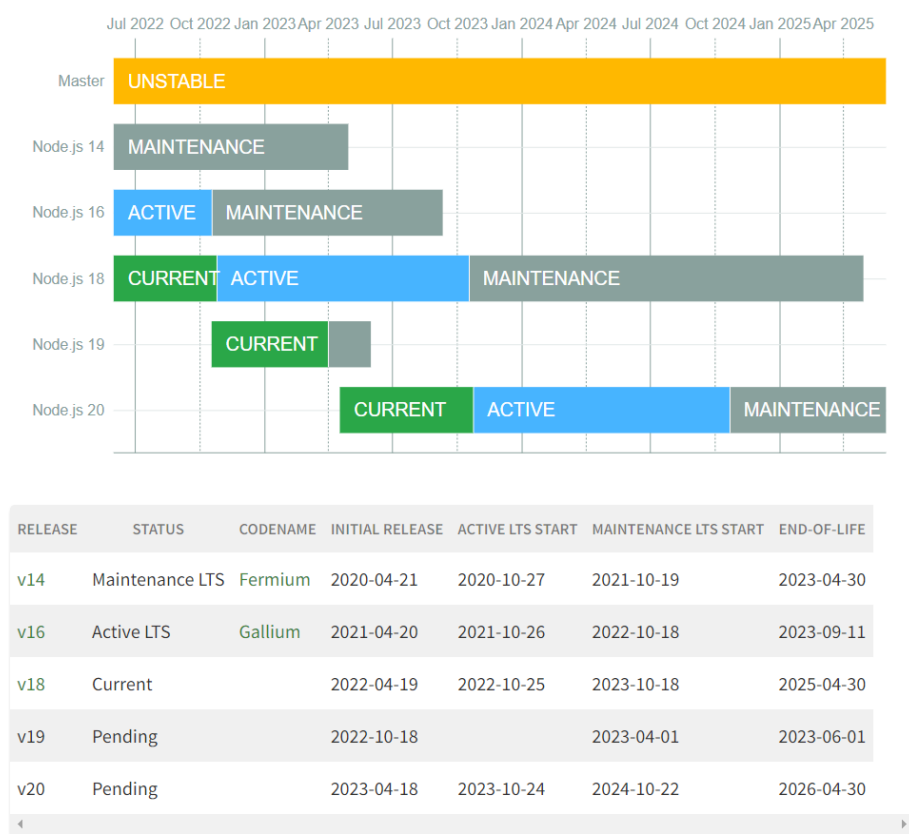 Jul 2022 Oct 2022 Jan 2023 Apr 2023 Jul 2023 Oct 2023 Jan 2024 Apr 2024 Jul 2024 Oct 2024 Jan 2025 Apr 2025
Master UNSTABLE
Node.js 14 MAINTENANCE
Node.js 16 ACTIVE MAINTENANCE
Node.js 18 CURRENT ACTIVE MAINTENANCE
Node.js 19 CURRENT
Node.js 20 CURRENT ACTIVE MAINTENANCE
RELEASE STATUS CODENAME INITIAL RELEASE ACTIVE LTS START MAINTENANCE LTS START END-OF-LIFE
v14 Maintenance LTS Fermium 2020-04-21 2020-10-27 2021-10-19 2023-04-30
v16 Active LTS Gallium 2021-04-20 2021-10-26 2022-10-18 2023-09-11
v18 Current 2022-04-19 2022-10-25 2023-10-18 2025-04-30
v19 Pending 2022-10-18 2023-04-01 2023-06-01
v20 Pending 2023-04-18 2023-10-24 2024-10-22 2026-04-30